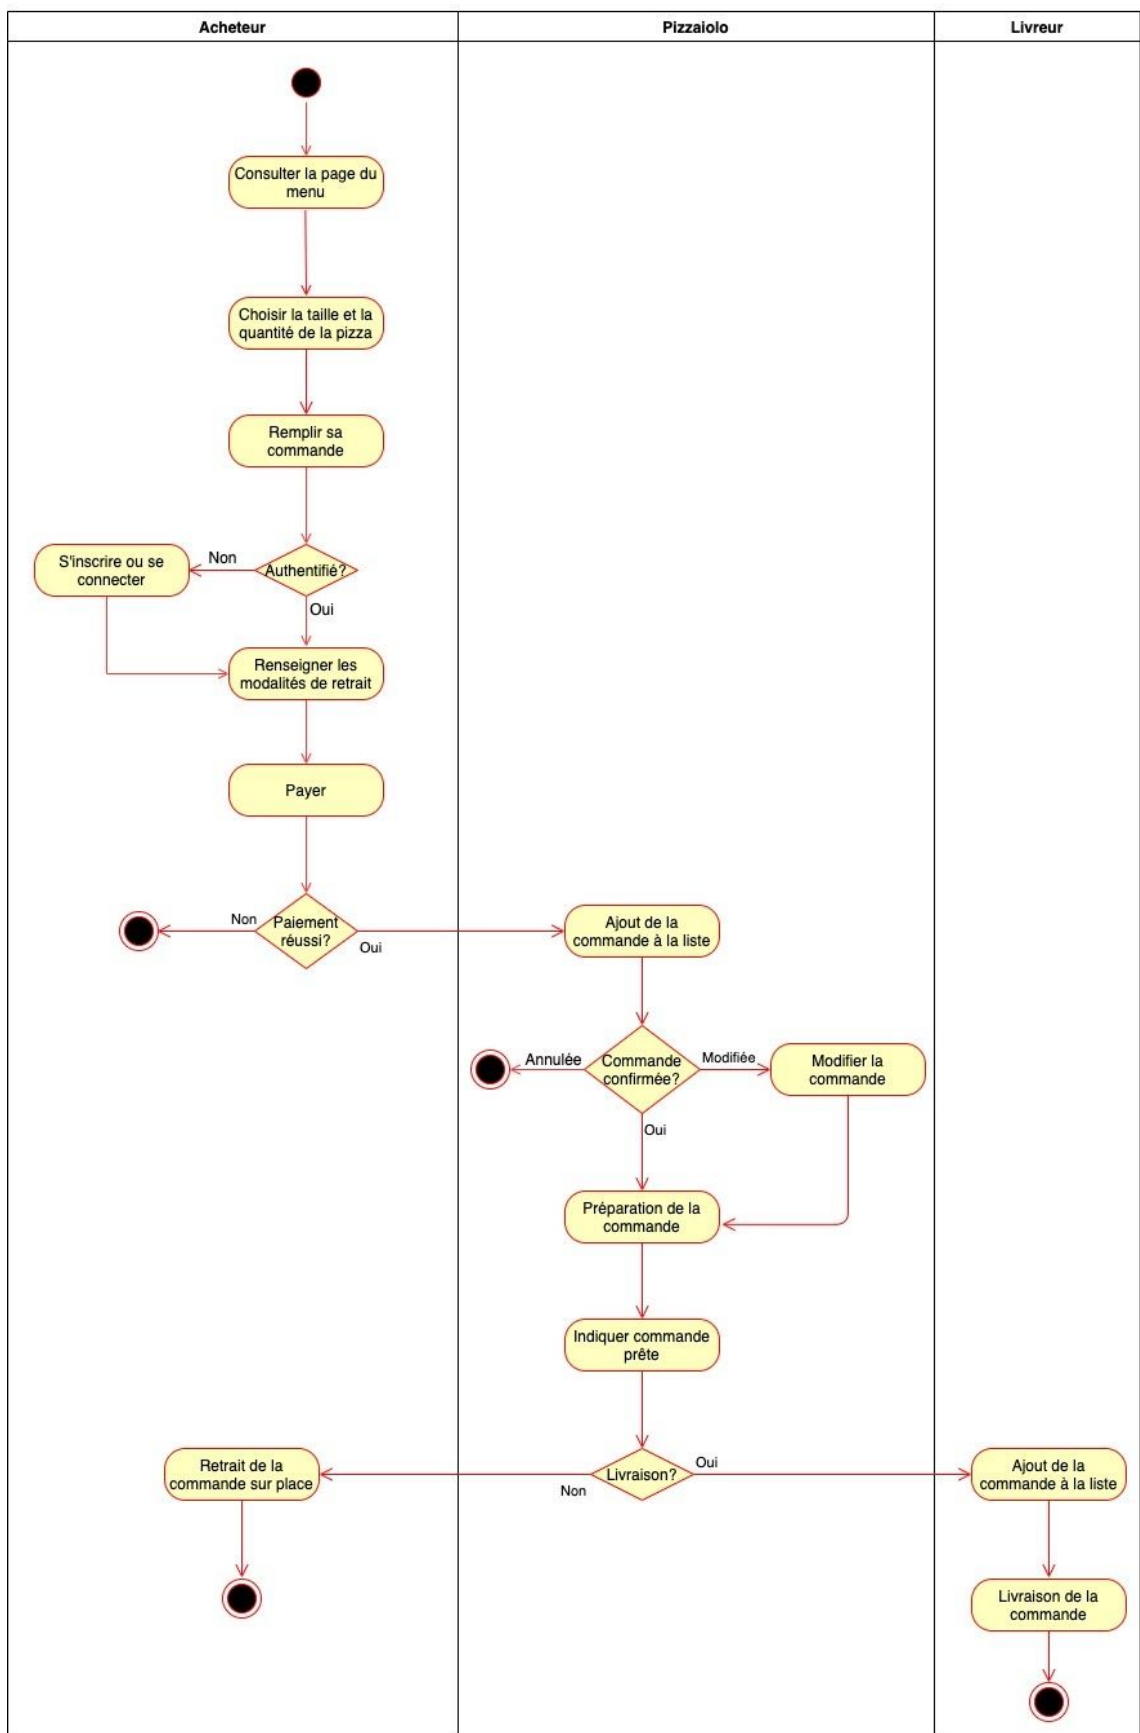 Acheteur
Pizzaiolo
Livreur
Consulter la page du
menu
Choisir la taille et la
quantité de la pizza
Remplir sa
commande
S'inscrire ou se
connecter
Non
Authentifié?
Oui
Renseigner les
modalités de retrait
Payer
Non
Paiement
réussi?
Oui
Ajout de la
commande à la liste
Annulée
Commande
confirmée?
Modifiée
Modifier la
commande
Oui
Préparation de la
commande
Indiquer commande
prête
Retrait de la
commande sur place
Non
Livraison?
Oui
Ajout de la
commande à la liste
Livraison de la
commande